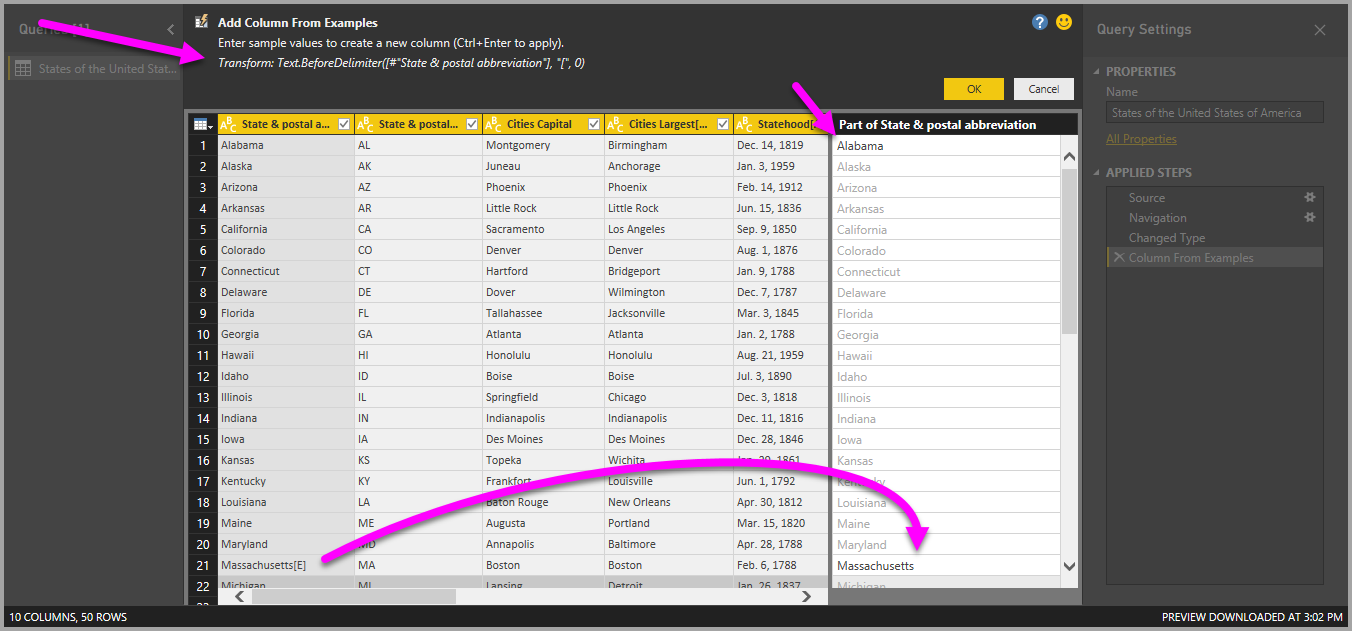 Queries [1]
States of the United Stat...
Add Column From Examples
Enter sample values to create a new column (Ctrl+Enter to apply).
Transform: Text.BeforeDelimiter([#"State & postal abbreviation"], "[", 0)
OK Cancel
State & postal a... State & postal... Cities Capital Cities Largest[... Statehood[ Part of State & postal abbreviation
1 Alabama AL Montgomery Birmingham Dec. 14, 1819 Alabama
2 Alaska AK Juneau Anchorage Jan. 3, 1959 Alaska
3 Arizona AZ Phoenix Phoenix Feb. 14, 1912 Arizona
4 Arkansas AR Little Rock Little Rock Jun. 15, 1836 Arkansas
5 California CA Sacramento Los Angeles Sep. 9, 1850 California
6 Colorado CO Denver Denver Aug. 1, 1876 Colorado
7 Connecticut CT Hartford Bridgeport Jan. 9, 1788 Connecticut
8 Delaware DE Dover Wilmington Dec. 7, 1787 Delaware
9 Florida FL Tallahassee Jacksonville Mar. 3, 1845 Florida
10 Georgia GA Atlanta Atlanta Jan. 2, 1788 Georgia
11 Hawaii HI Honolulu Honolulu Aug. 21, 1959 Hawaii
12 Idaho ID Boise Boise Jul. 3, 1890 Idaho
13 Illinois IL Springfield Chicago Dec. 3, 1818 Illinois
14 Indiana IN Indianapolis Indianapolis Dec. 11, 1816 Indiana
15 Iowa IA Des Moines Des Moines Dec. 28, 1846 Iowa
16 Kansas KS Topeka Wichita Jan. 29, 1861 Kansas
17 Kentucky KY Frankfort Louisville Jun. 1, 1792 Kentucky
18 Louisiana LA Baton Rouge New Orleans Apr. 30, 1812 Louisiana
19 Maine ME Augusta Portland Mar. 15, 1820 Maine
20 Maryland MD Annapolis Baltimore Apr. 28, 1788 Maryland
21 Massachusetts[E] MA Boston Boston Feb. 6, 1788 Massachusetts
22 Michigan MI Lansing Detroit Jan. 26, 1837 Michigan
Query Settings
PROPERTIES
Name
States of the United States of America
All Properties
APPLIED STEPS
Source
Navigation
Changed Type
Column From Examples
10 COLUMNS, 50 ROWS
PREVIEW DOWNLOADED AT 3:02 PM